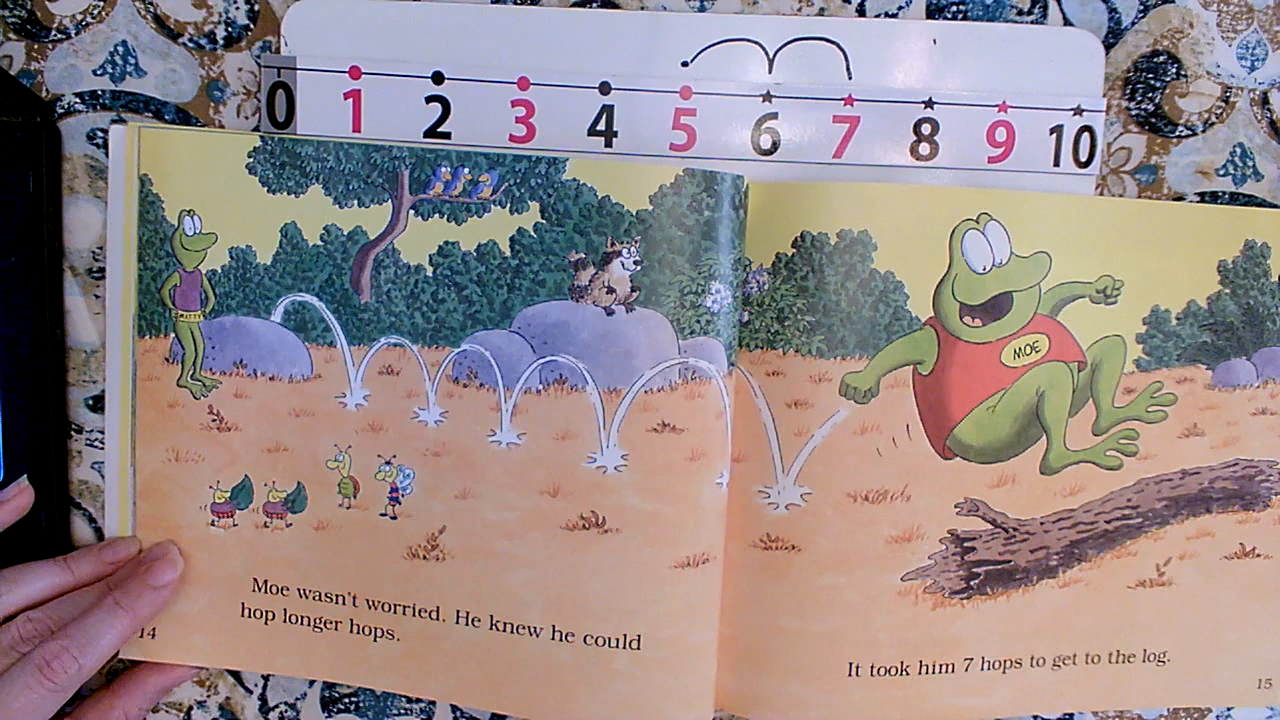 0 1 2 3 4 5 6 7 8 9 10
MATTY
MOE
Moe wasn't worried. He knew he could
hop longer hops.
14
It took him 7 hops to get to the log.
15